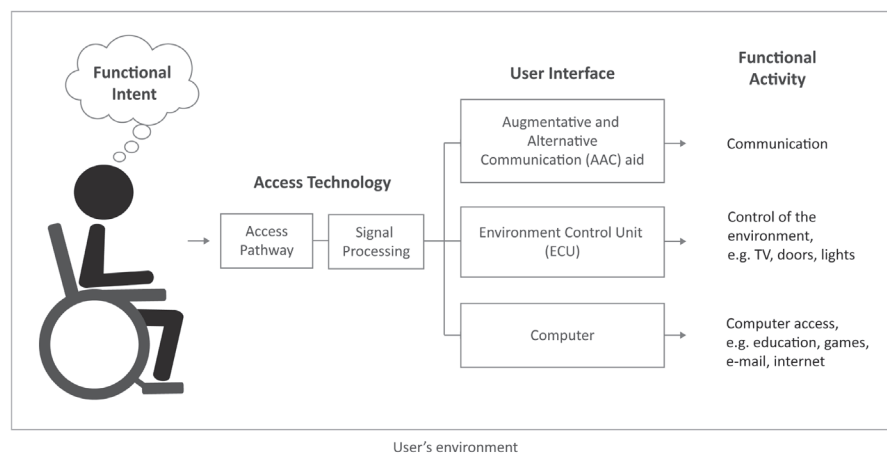 Functional
Intent
Access Technology
Access
Pathway
Signal
Processing
User Interface
Augmentative and
Alternative
Communication (AAC) aid
Environment Control Unit
(ECU)
Computer
Functional
Activity
Communication
Control of the
environment,
e.g. TV, doors, lights
Computer access,
e.g. education, games,
e-mail, internet
User's environment